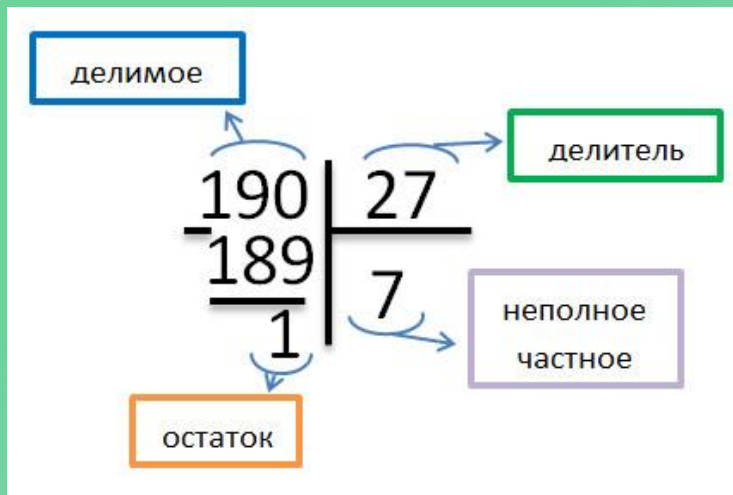 делимое
делитель
190 27
189
7
1
неполное
частное
остаток